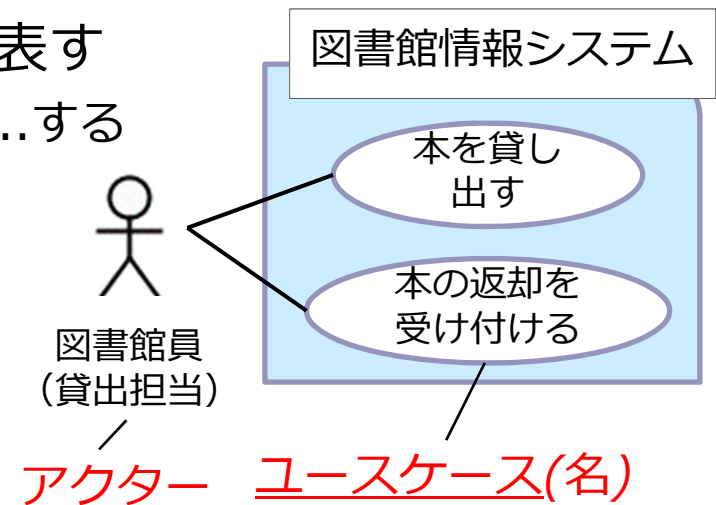 表す
..する
図書館情報システム
本を貸し
出す
本の返却を
受け付ける
図書館員
（貸出担当）
アクター
ユースケース(名)